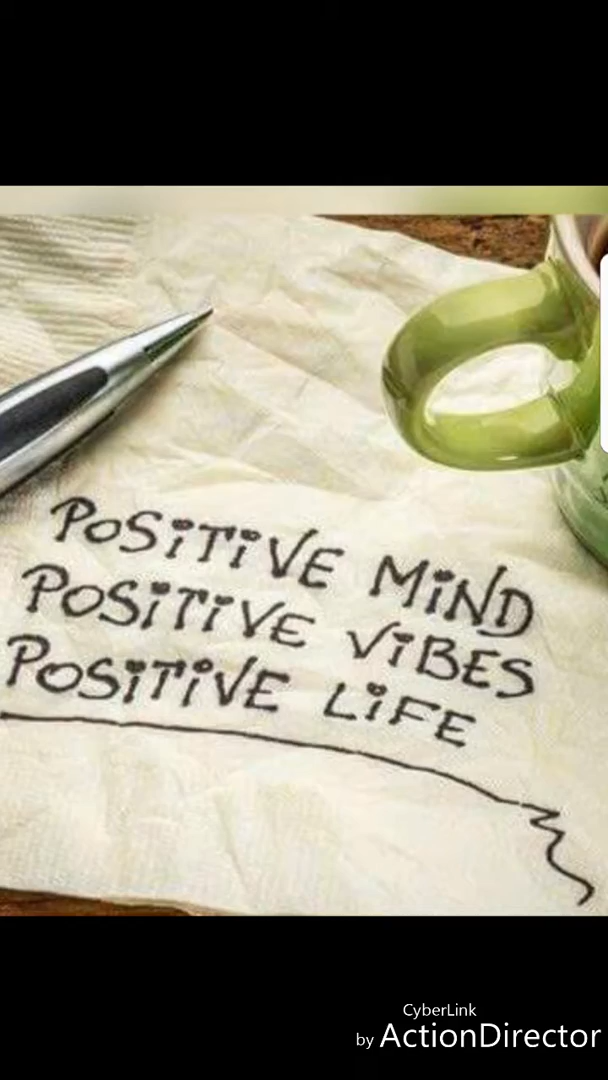 POSiTiVE MiND
POSiTiVE ViBES
POSiTiVE LiFE
CyberLink
by ActionDirector